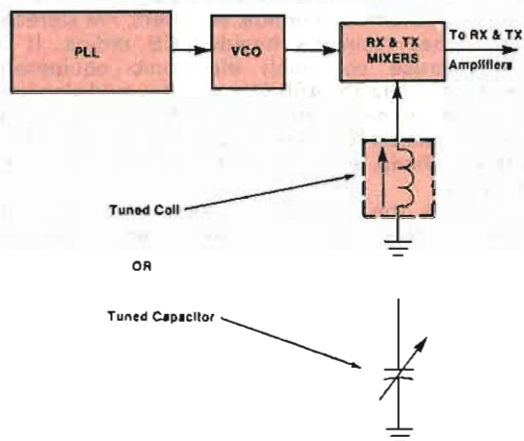 PLL
VCO
RX & TX
MIXERS
To RX & TX
Amplifiers
Tuned Coil
OR
Tuned Capacitor